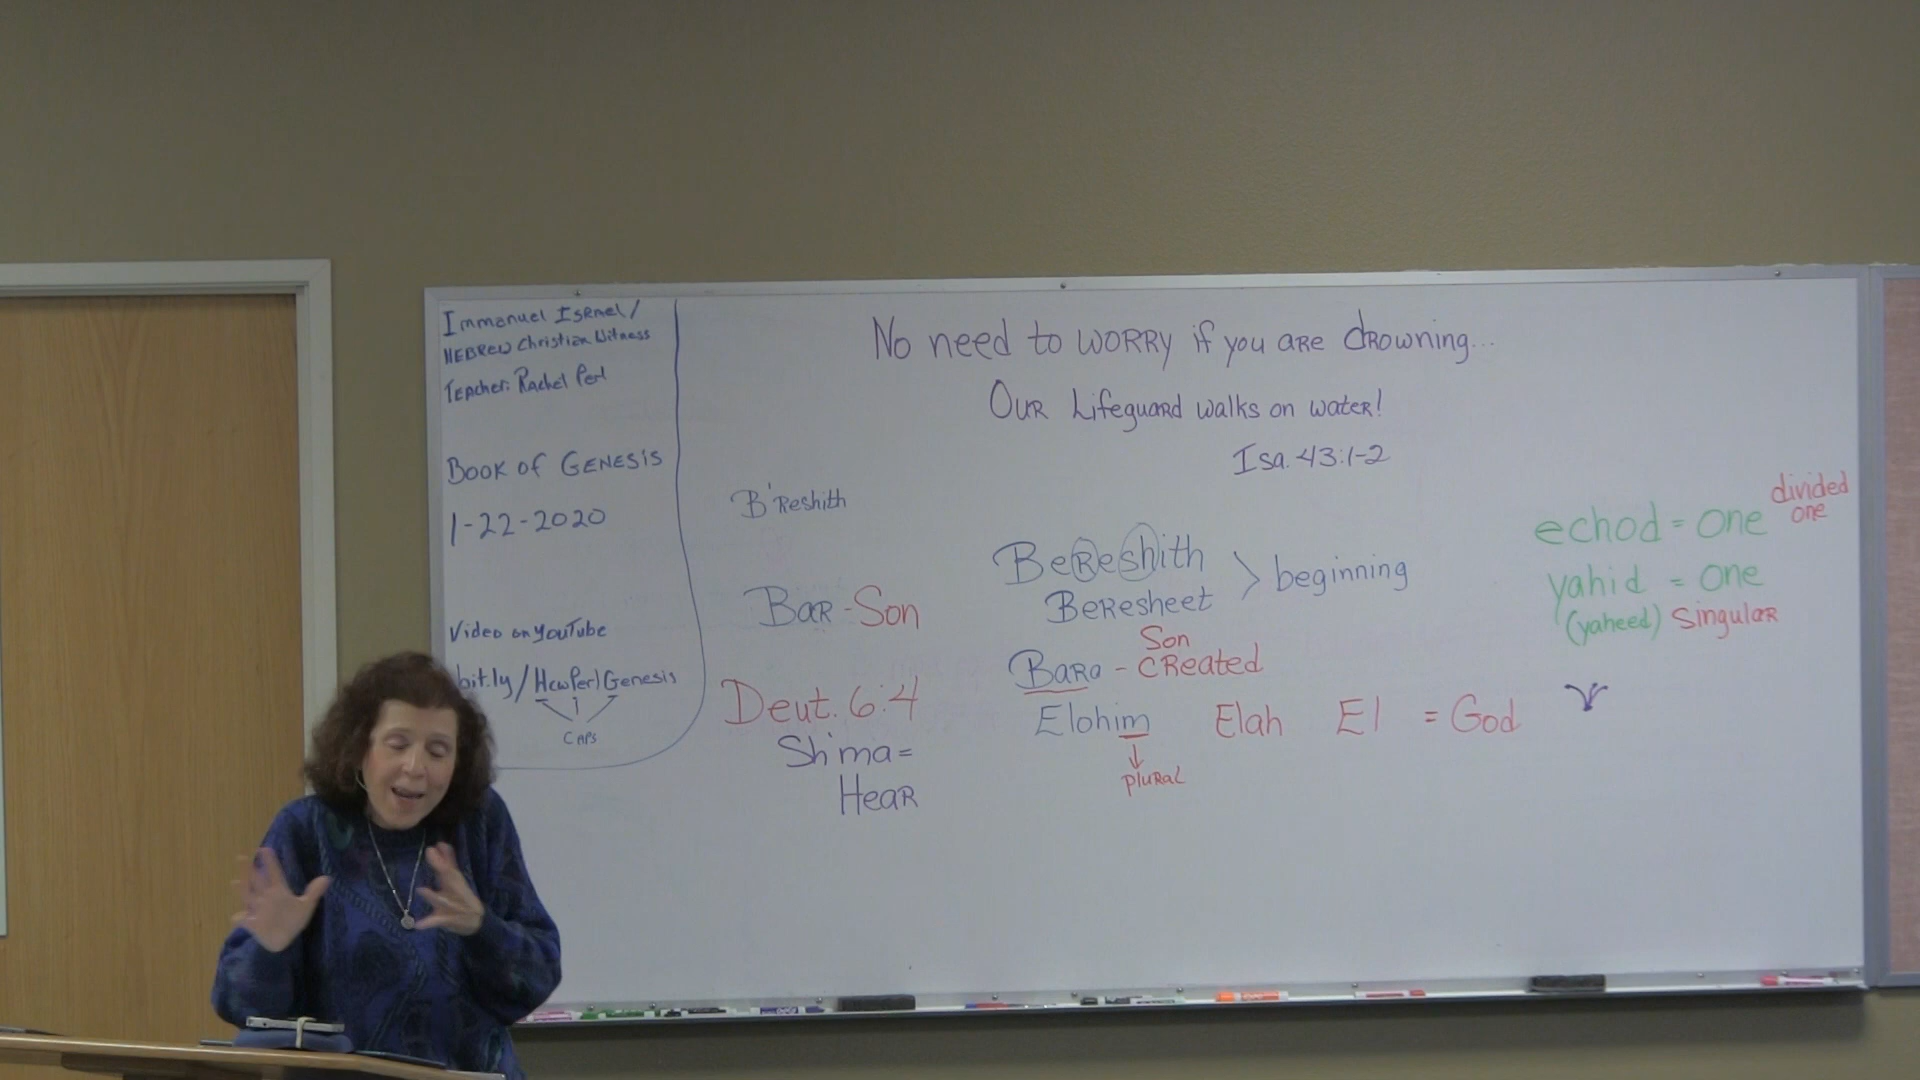 Immanuel Israel/
Hebrew Christian Witness
Teacher: Rachel Perl
Book of Genesis
1-22-2020
Video on YouTube
bit.ly/HcwPerlGenesis
CAPS
No need to worry if you are drowning...
Our Lifeguard walks on water!
Isa. 43:1-2
B'Reshith
Bar - Son
Deut. 6:4
Sh'ma =
Hear
BeReshith
Beresheet
> beginning
Son
Bara - Created
Elohim Elah El = God
plural
echod = one divided one
yahid = one
(yaheed) Singular